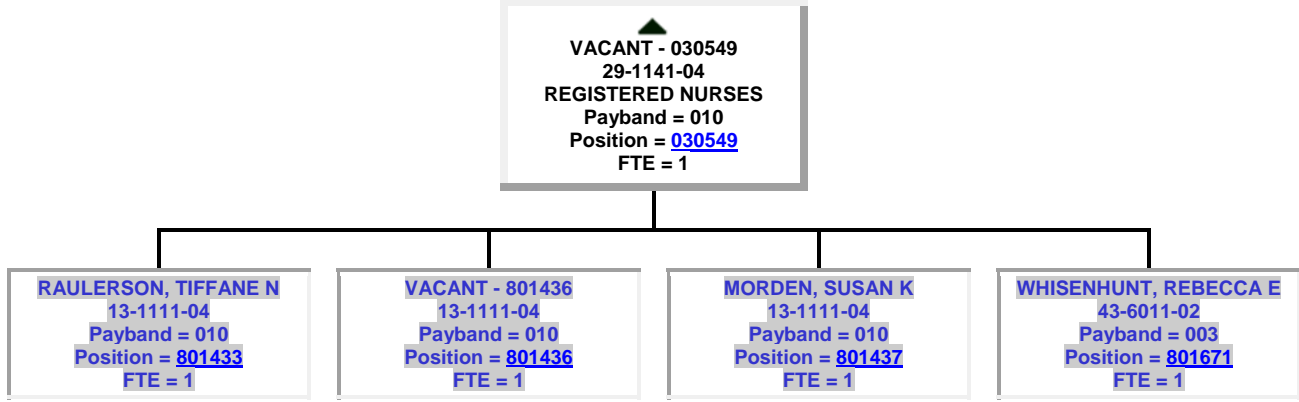 VACANT - 030549
29-1141-04
REGISTERED NURSES
Payband = 010
Position = 030549
FTE = 1
RAULERSON, TIFFANE N
13-1111-04
Payband = 010
Position = 801433
FTE = 1
VACANT - 801436
13-1111-04
Payband = 010
Position = 801436
FTE = 1
MORDEN, SUSAN K
13-1111-04
Payband = 010
Position = 801437
FTE = 1
WHISENHUNT, REBECCA E
43-6011-02
Payband = 003
Position = 801671
FTE = 1